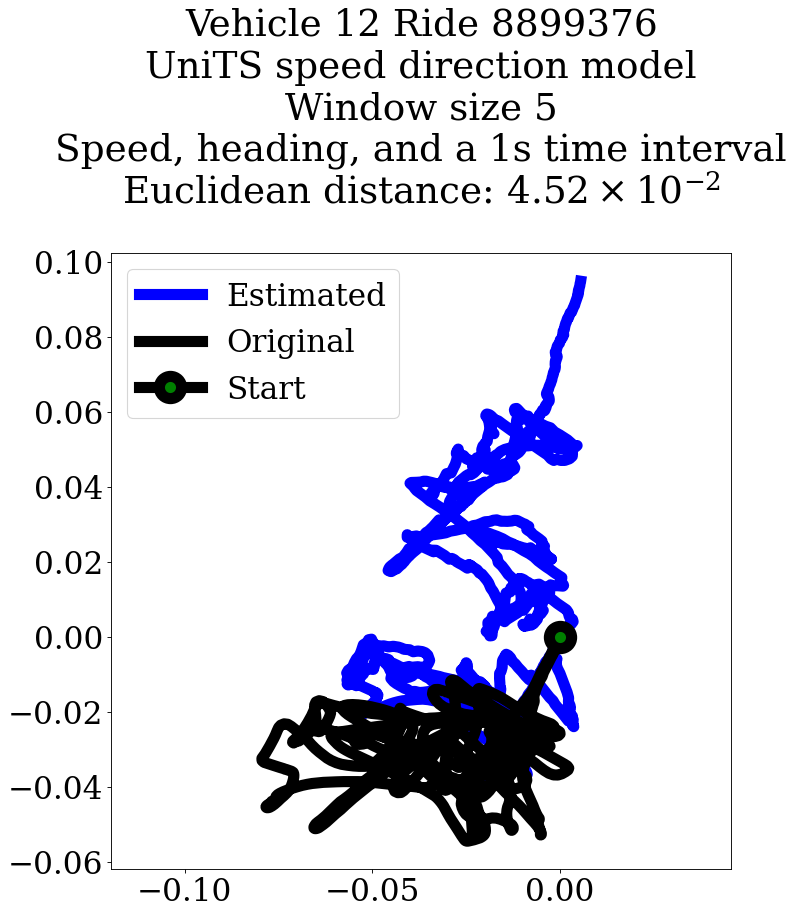 Vehicle 12 Ride 8899376
UniTS speed direction model
Window size 5
Speed, heading, and a 1s time interval
Euclidean distance: 4.52 × 10⁻²
0.10
Estimated
0.08
Original
Start
0.06
0.04
0.02
0.00
−0.02
−0.04
−0.06
−0.10
−0.05
0.00